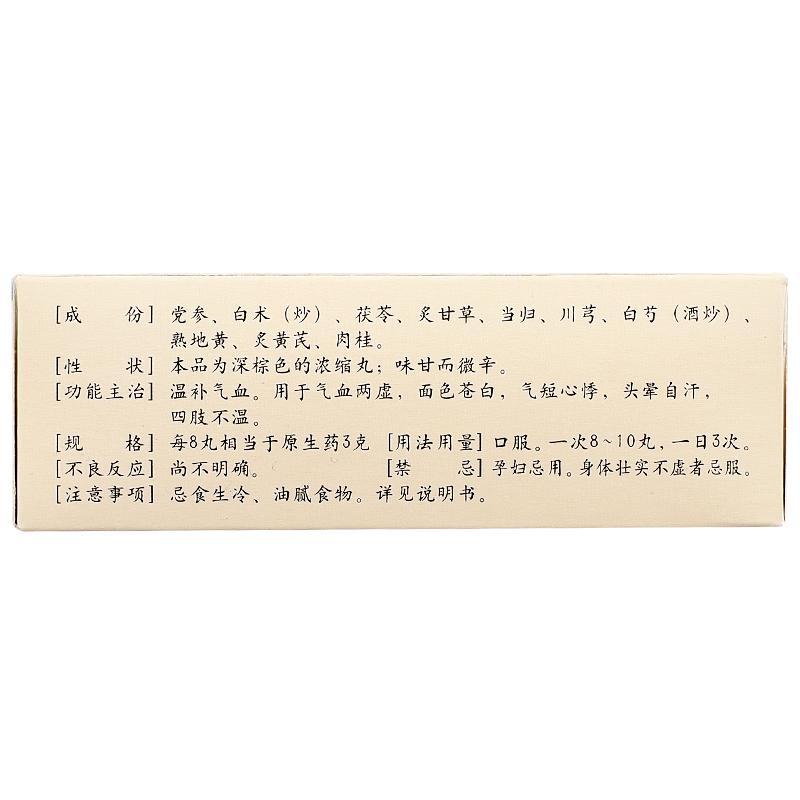 [成份] 党参、白术（炒）、茯苓、炙甘草、当归、川芎、白芍（酒炒）、
熟地黄、炙黄芪、肉桂。
[性状] 本品为深棕色的浓缩丸；味甘而微辛。
[功能主治] 温补气血。用于气血两虚，面色苍白，气短心悸，头晕自汗，
四肢不温。
[规格] 每8丸相当于原生药3克 [用法用量] 口服。一次8~10丸，一日3次。
[不良反应] 尚不明确。 [禁忌] 孕妇忌用。身体壮实不虚者忌服。
[注意事项] 忌食生冷、油腻食物。详见说明书。